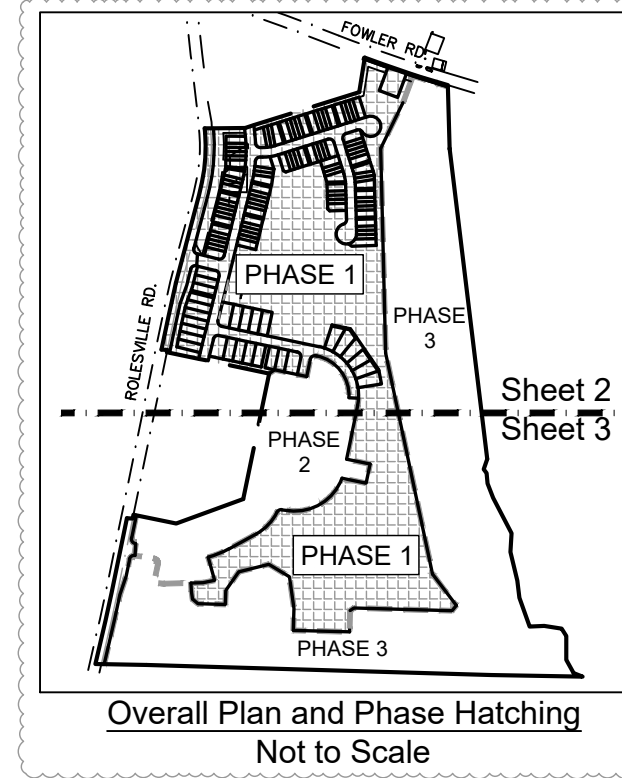 FOWLER RD.
PHASE 1
ROLESVILLE RD.
PHASE
3
Sheet 2
Sheet 3
PHASE
2
PHASE 1
PHASE 3
Overall Plan and Phase Hatching
Not to Scale